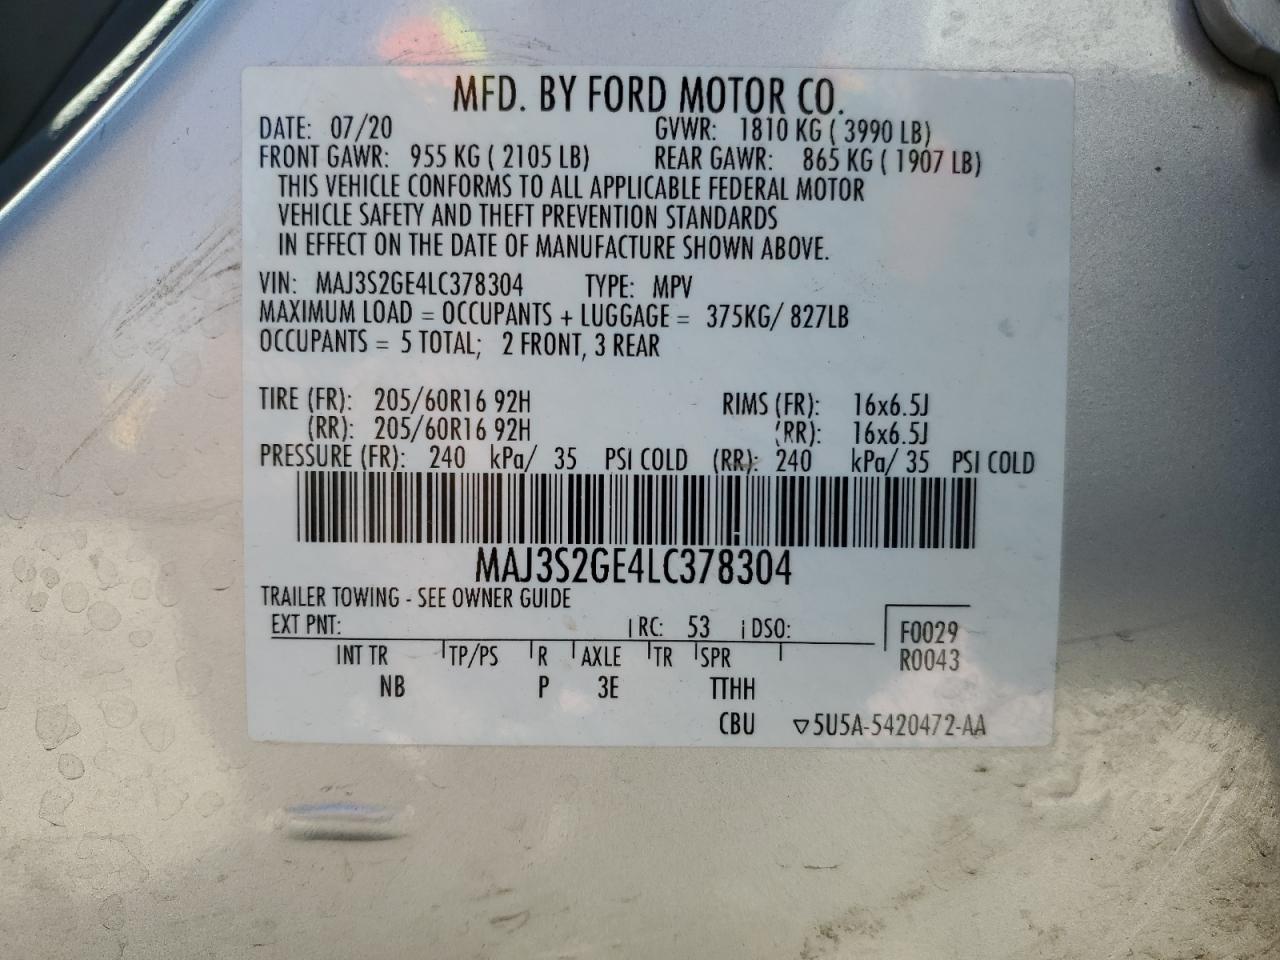 MFD. BY FORD MOTOR CO.
DATE: 07/20 GVWR: 1810 KG ( 3990 LB)
FRONT GAWR: 955 KG ( 2105 LB) REAR GAWR: 865 KG ( 1907 LB)
THIS VEHICLE CONFORMS TO ALL APPLICABLE FEDERAL MOTOR
VEHICLE SAFETY AND THEFT PREVENTION STANDARDS
IN EFFECT ON THE DATE OF MANUFACTURE SHOWN ABOVE.
VIN: MAJ3S2GE4LC378304 TYPE: MPV
MAXIMUM LOAD = OCCUPANTS + LUGGAGE = 375KG/ 827LB
OCCUPANTS = 5 TOTAL; 2 FRONT, 3 REAR
TIRE (FR): 205/60R16 92H RIMS (FR): 16x6.5J
(RR): 205/60R16 92H (RR): 16x6.5J
PRESSURE (FR): 240 kPa/ 35 PSI COLD (RR): 240 kPa/ 35 PSI COLD
MAJ3S2GE4LC378304
TRAILER TOWING - SEE OWNER GUIDE
EXT PNT: RC: 53 DSO: F0029
INT TR TP/PS R AXLE TR SPR R0043
NB P 3E TTHH
CBU ▽5U5A-5420472-AA